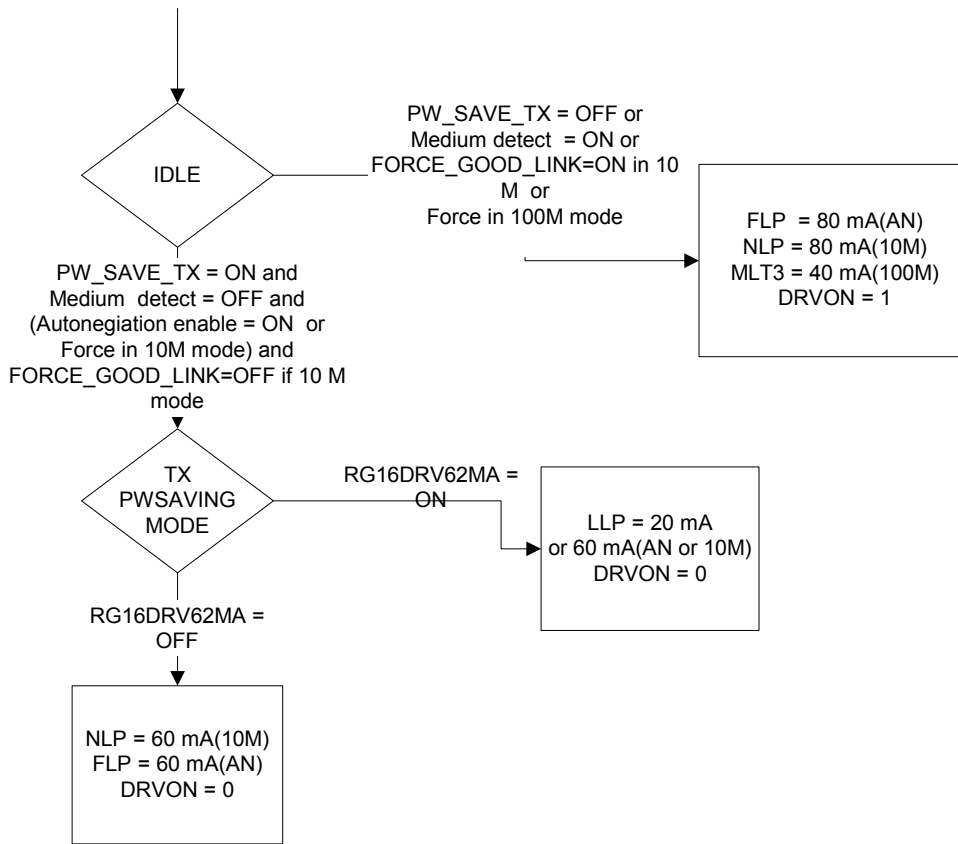 IDLE
PW_SAVE_TX = OFF or
Medium detect = ON or
FORCE_GOOD_LINK=ON in 10
M or
Force in 100M mode
FLP = 80 mA(AN)
NLP = 80 mA(10M)
MLT3 = 40 mA(100M)
DRVON = 1
PW_SAVE_TX = ON and
Medium detect = OFF and
(Autonegiation enable = ON or
Force in 10M mode) and
FORCE_GOOD_LINK=OFF if 10 M
mode
TX
PWSAVING
MODE
RG16DRV62MA =
ON
LLP = 20 mA
or 60 mA(AN or 10M)
DRVON = 0
RG16DRV62MA =
OFF
NLP = 60 mA(10M)
FLP = 60 mA(AN)
DRVON = 0